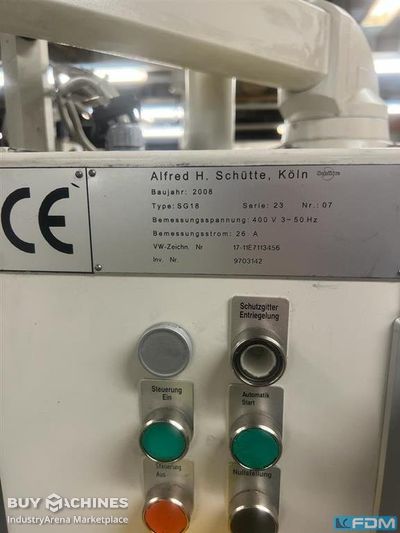 CE
Alfred H. Schütte, Köln
Baujahr: 2008
Type: SG18 Serie: 23 Nr.: 07
Bemessungsspannung: 400 V 3~50 Hz
Bemessungsstrom: 26 A
VW-Zeichn. Nr 17-11E7113456
Inv. Nr. 9703142
Schutzgitter
Entriegelung
Steuerung
Ein
Automatik
Start
Steuerung
Aus
Nullstellung
BUY MACHINES
IndustryArena Marketplace
FDM